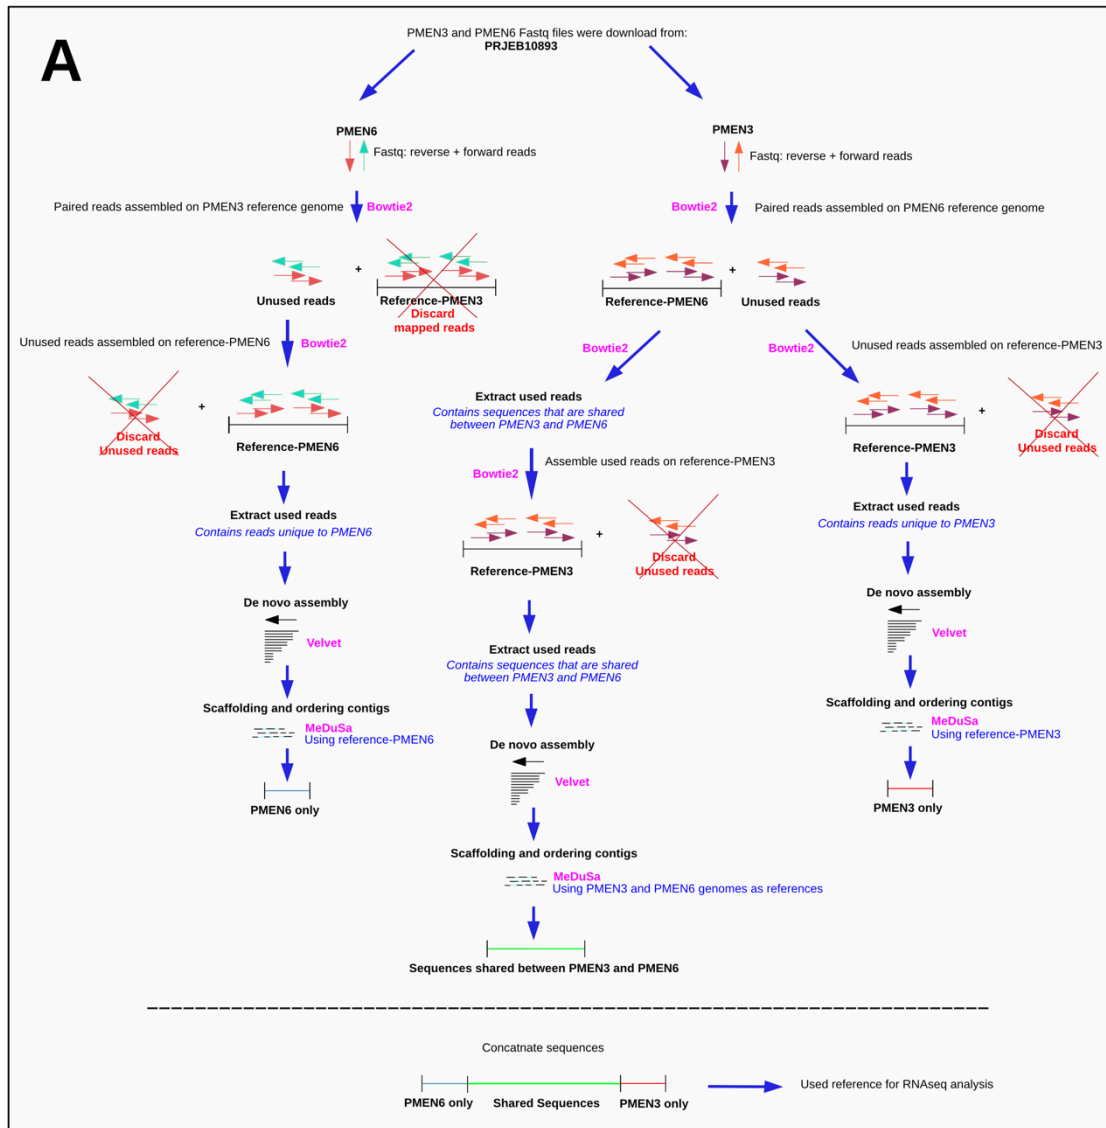 A
PMEN3 and PMEN6 Fastq files were download from:
PRJEB10893
PMEN6
Fastq: reverse + forward reads
PMEN3
Fastq: reverse + forward reads
Paired reads assembled on PMEN3 reference genome
Bowtie2
Bowtie2
Paired reads assembled on PMEN6 reference genome
+
Unused reads
Reference-PMEN3
Discard
mapped reads
+
Reference-PMEN6
Unused reads
Unused reads assembled on reference-PMEN6
Bowtie2
Bowtie2
Bowtie2
Unused reads assembled on reference-PMEN3
Discard
Unused reads
+
Reference-PMEN6
Extract used reads
Contains sequences that are shared
between PMEN3 and PMEN6
Reference-PMEN3
+
Discard
Unused reads
Bowtie2
Assemble used reads on reference-PMEN3
Extract used reads
Contains reads unique to PMEN6
Reference-PMEN3
+
Discard
Unused reads
Extract used reads
Contains reads unique to PMEN3
De novo assembly
Velvet
Extract used reads
Contains sequences that are shared
between PMEN3 and PMEN6
De novo assembly
Velvet
Scaffolding and ordering contigs
MeDuSa
Using reference-PMEN6
PMEN6 only
De novo assembly
Velvet
Scaffolding and ordering contigs
MeDuSa
Using reference-PMEN3
PMEN3 only
Scaffolding and ordering contigs
MeDuSa
Using PMEN3 and PMEN6 genomes as references
Sequences shared between PMEN3 and PMEN6
Concatnate sequences
PMEN6 only
Shared Sequences
PMEN3 only
Used reference for RNAseq analysis